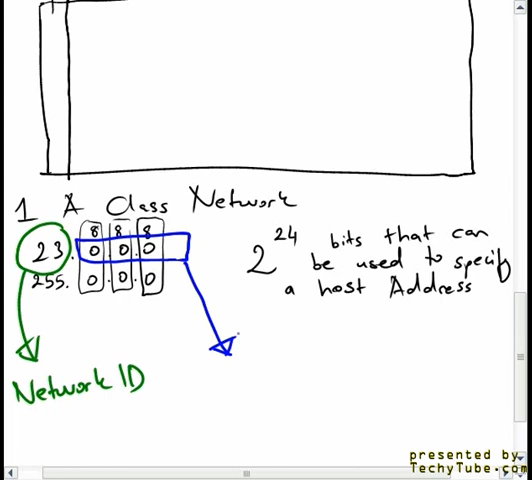 1 A Class Network
8 8 8
23. 0.0.0
255. 0.0.0
2^24 bits that can
be used to specify
a host Address
Network ID
presented by
TechyTube.com